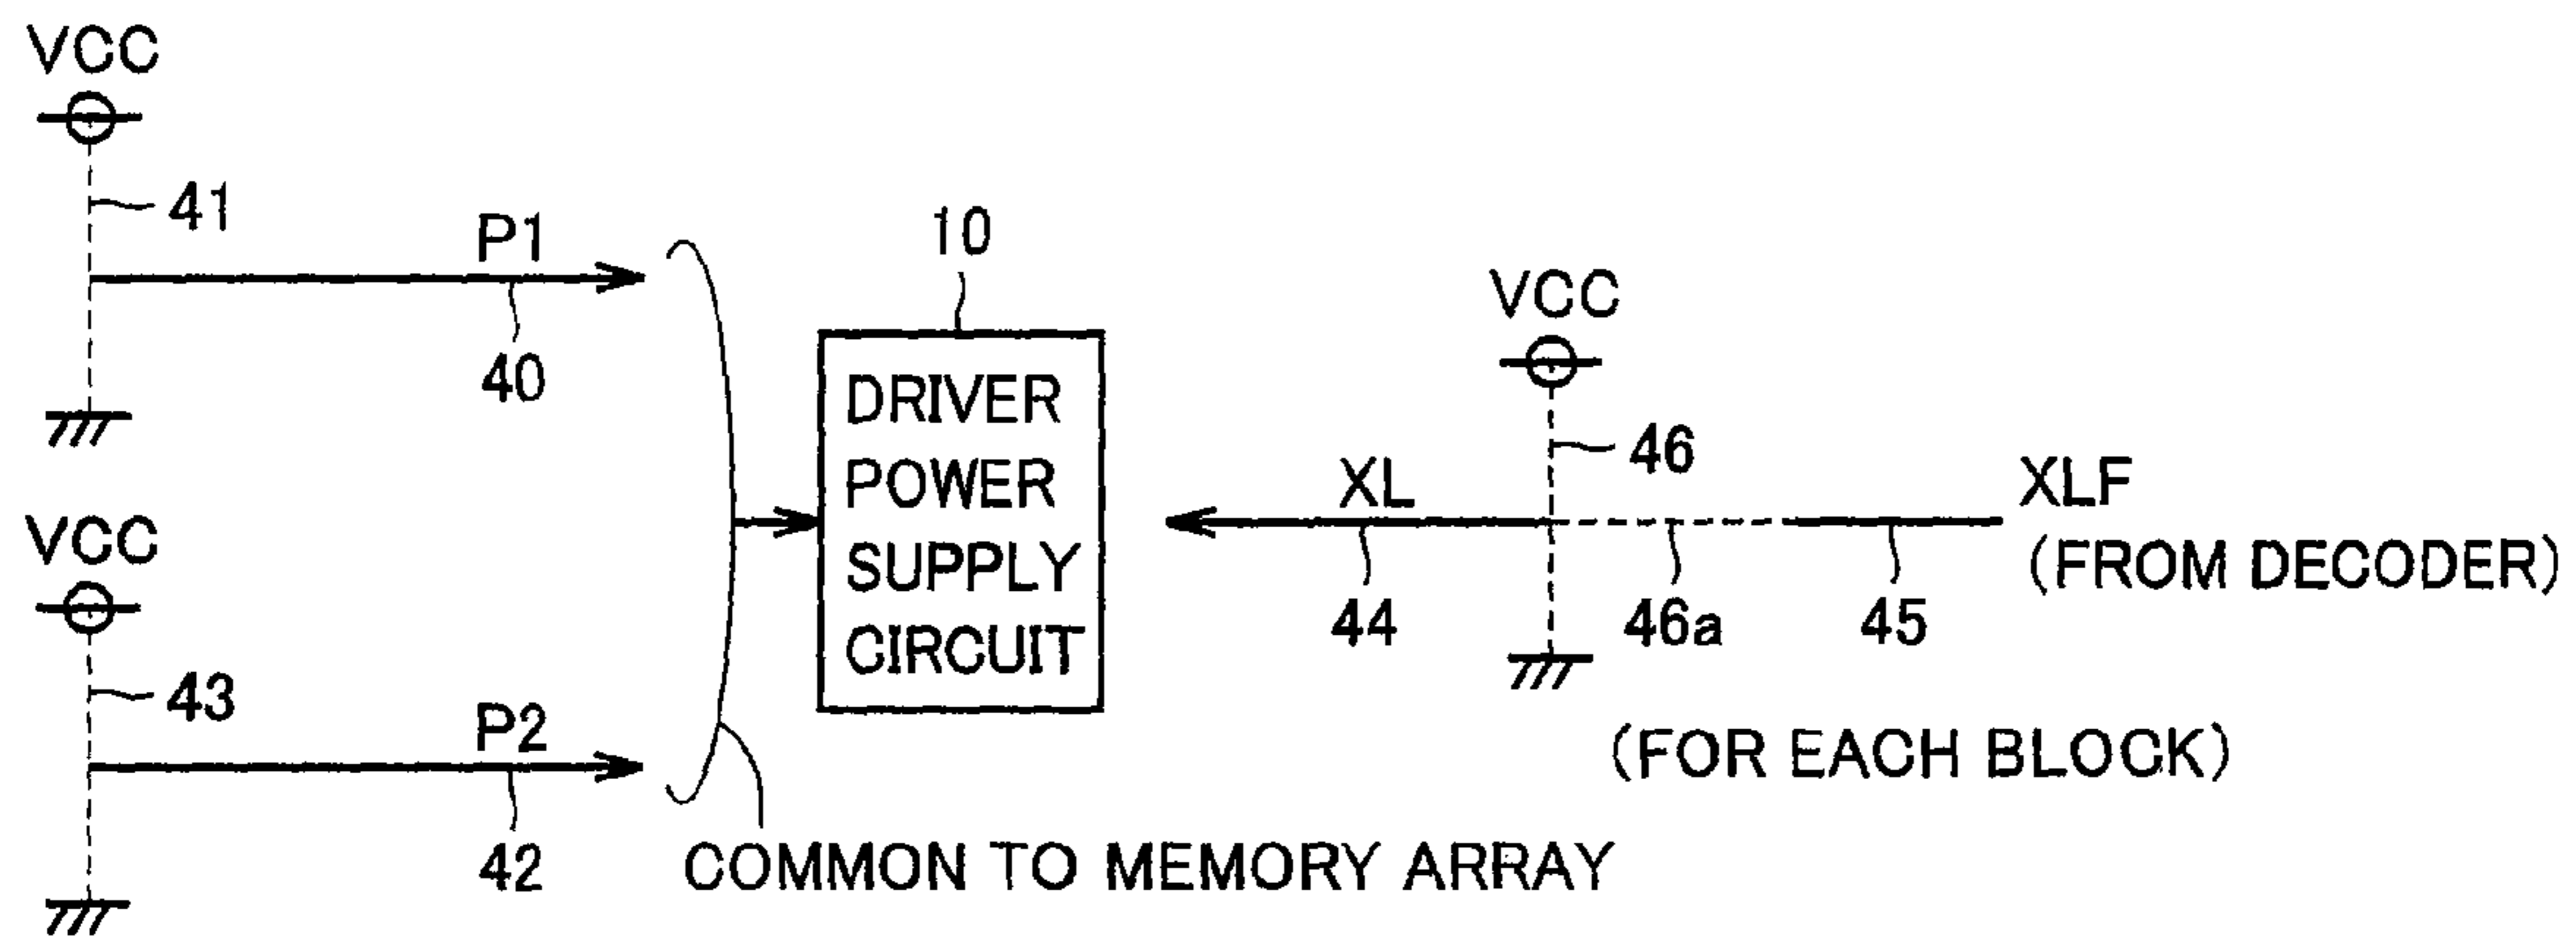 VCC
41
P1
40
VCC
43
P2
42
10
DRIVER
POWER
SUPPLY
CIRCUIT
COMMON TO MEMORY ARRAY
VCC
46
XL
44
46a
45
XLF
(FROM DECODER)
(FOR EACH BLOCK)